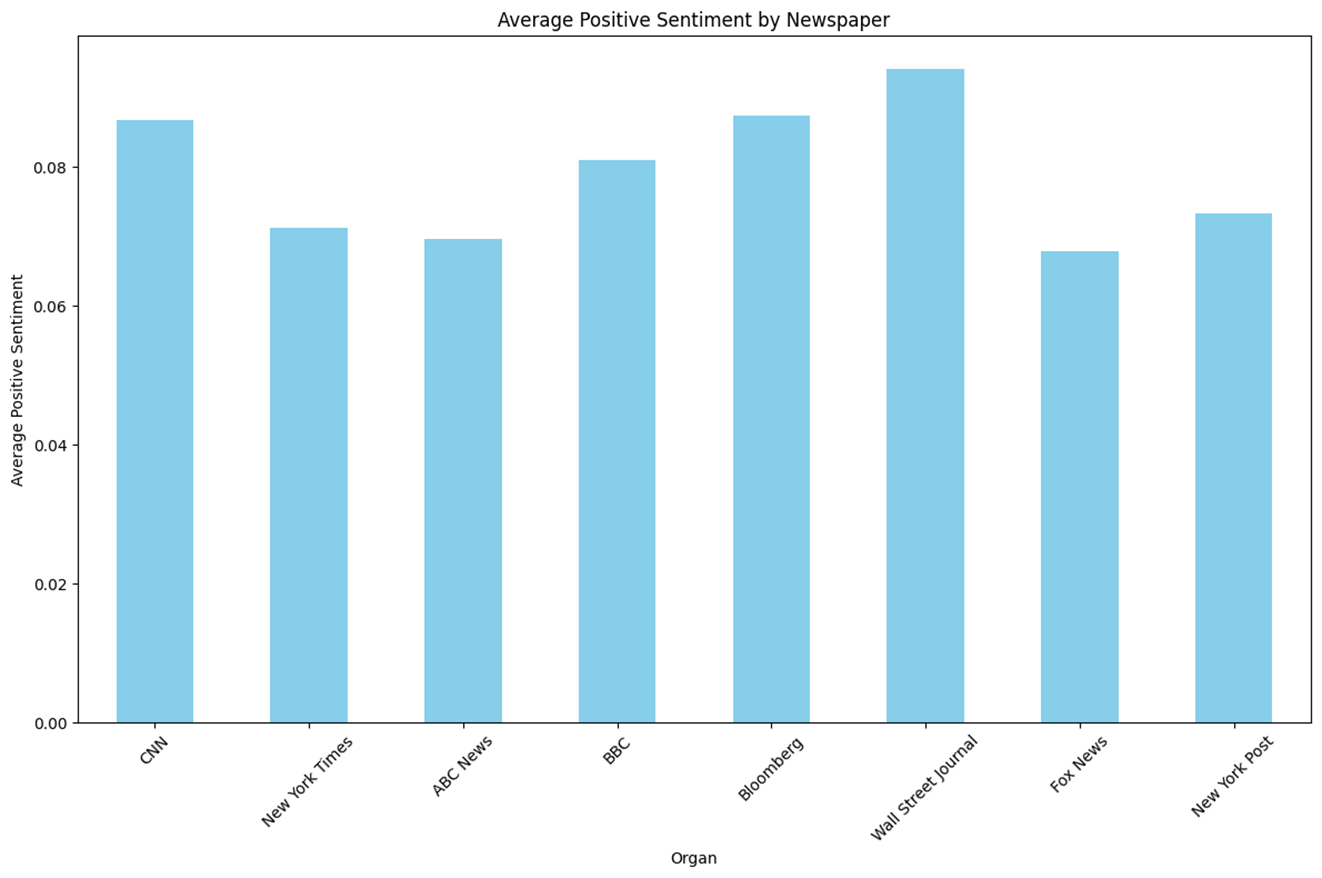 Average Positive Sentiment by Newspaper
Average Positive Sentiment
0.08
0.06
0.04
0.02
0.00
CNN
New York Times
ABC News
BBC
Bloomberg
Wall Street Journal
Fox News
New York Post
Organ